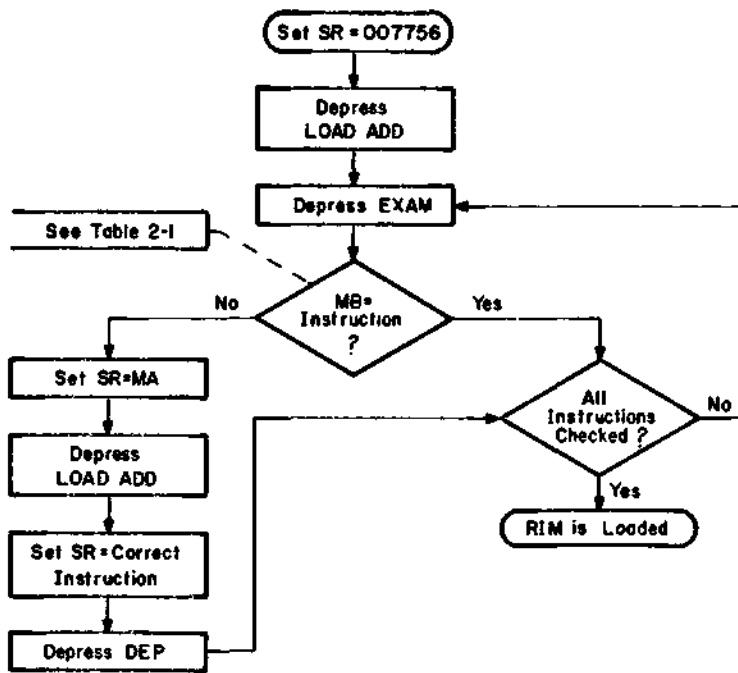 Set SR=007756
Depress
LOAD ADD
Depress EXAM
See Table 2-1
MB=
Instruction
?
No
Yes
Set SR=MA
All
Instructions
Checked?
No
Depress
LOAD ADD
Yes
RIM is Loaded
Set SR=Correct
Instruction
Depress DEP